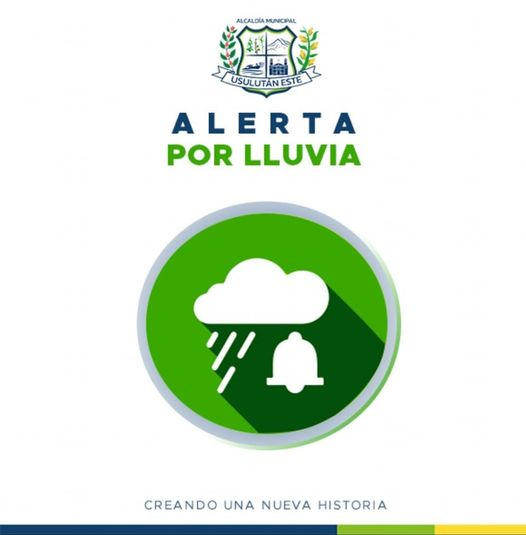 ALCALDÍA MUNICIPAL
USULUTÁN ESTE
ALERTA
POR LLUVIA
CREANDO UNA NUEVA HISTORIA